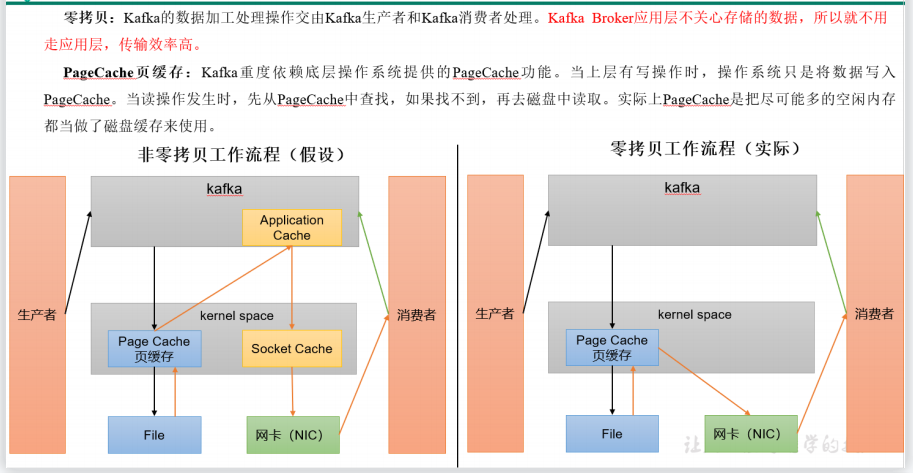 零拷贝：Kafka的数据加工处理操作交由Kafka生产者和Kafka消费者处理。Kafka Broker应用层不关心存储的数据，所以就不用
走应用层，传输效率高。
PageCache页缓存：Kafka重度依赖底层操作系统提供的PageCache功能。当上层有写操作时，操作系统只是将数据写入
PageCache。当读操作发生时，先从PageCache中查找，如果找不到，再去磁盘中读取。实际上PageCache是把尽可能多的空闲内存
都当做了磁盘缓存来使用。
非零拷贝工作流程（假设）
生产者
kafka
Application
Cache
kernel space
Page Cache
页缓存
Socket Cache
File
网卡（NIC）
消费者
零拷贝工作流程（实际）
生产者
kafka
kernel space
Page Cache
页缓存
File
网卡（NIC）
消费者
让
学的